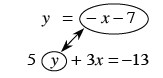 y = -x-7
5 y + 3x = -13